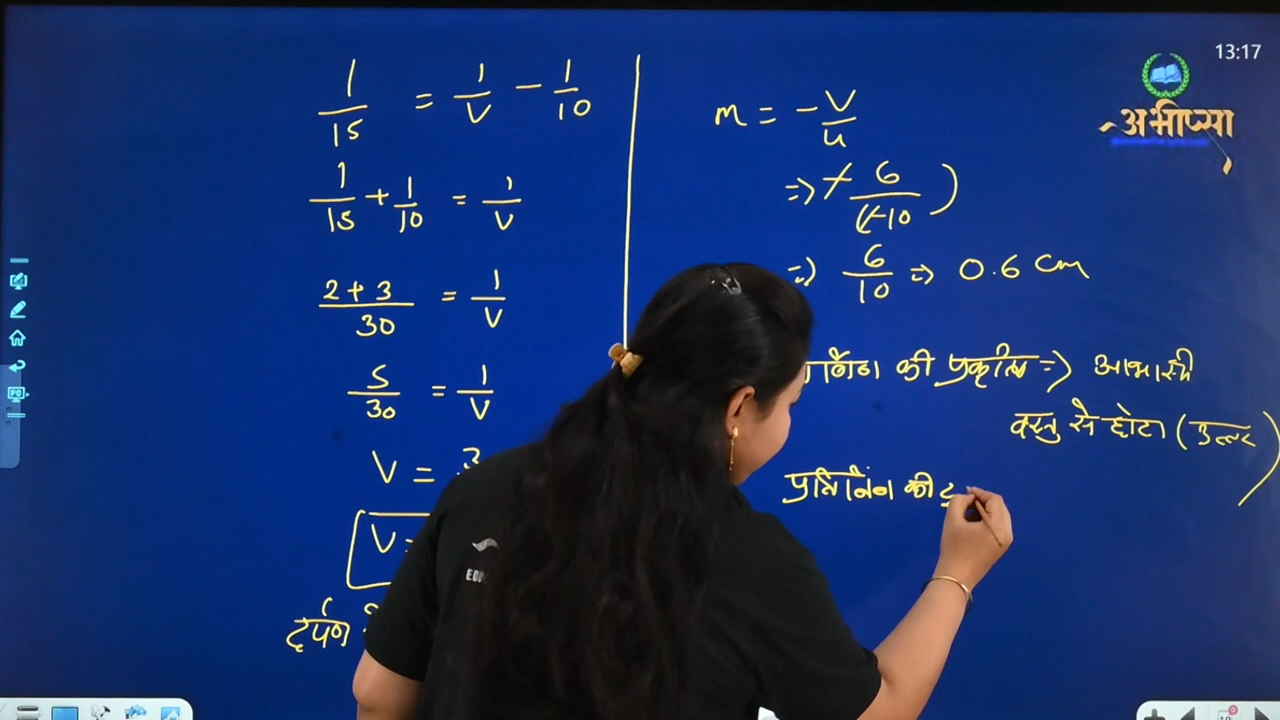 13:17
अभीप्सा
1/15 = 1/v - 1/10
1/15 + 1/10 = 1/v
2+3/30 = 1/v
5/30 = 1/v
v =
v =
दर्पण
m = -v/u
=> - 6/(-10)
=> 6/10 => 0.6 cm
की प्रकृति => आभासी
वस्तु से छोटा (
प्रतिबिंब की
EDU